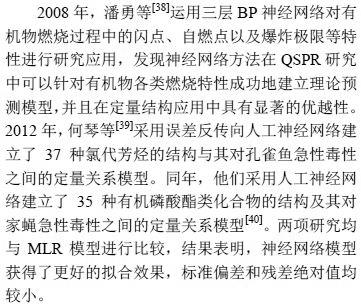 2008 年，潘勇等[38]运用三层 BP 神经网络对有
机物燃烧过程中的闪点、自燃点以及爆炸极限等特
性进行研究应用，发现神经网络方法在 QSPR 研究
中可以针对有机物各类燃烧特性成功地建立理论预
测模型，并且在定量结构应用中具有显著的优越性。
2012 年，何琴等[39]采用误差反传向人工神经网络建
立了 37 种氯代芳烃的结构与其对孔雀鱼急性毒性
之间的定量关系模型。同年，他们采用人工神经网
络建立了 35 种有机磷酸酯类化合物的结构及其对
家蝇急性毒性之间的定量关系模型[40]。两项研究均
与 MLR 模型进行比较，结果表明，神经网络模型
获得了更好的拟合效果，标准偏差和残差绝对值均
较小。